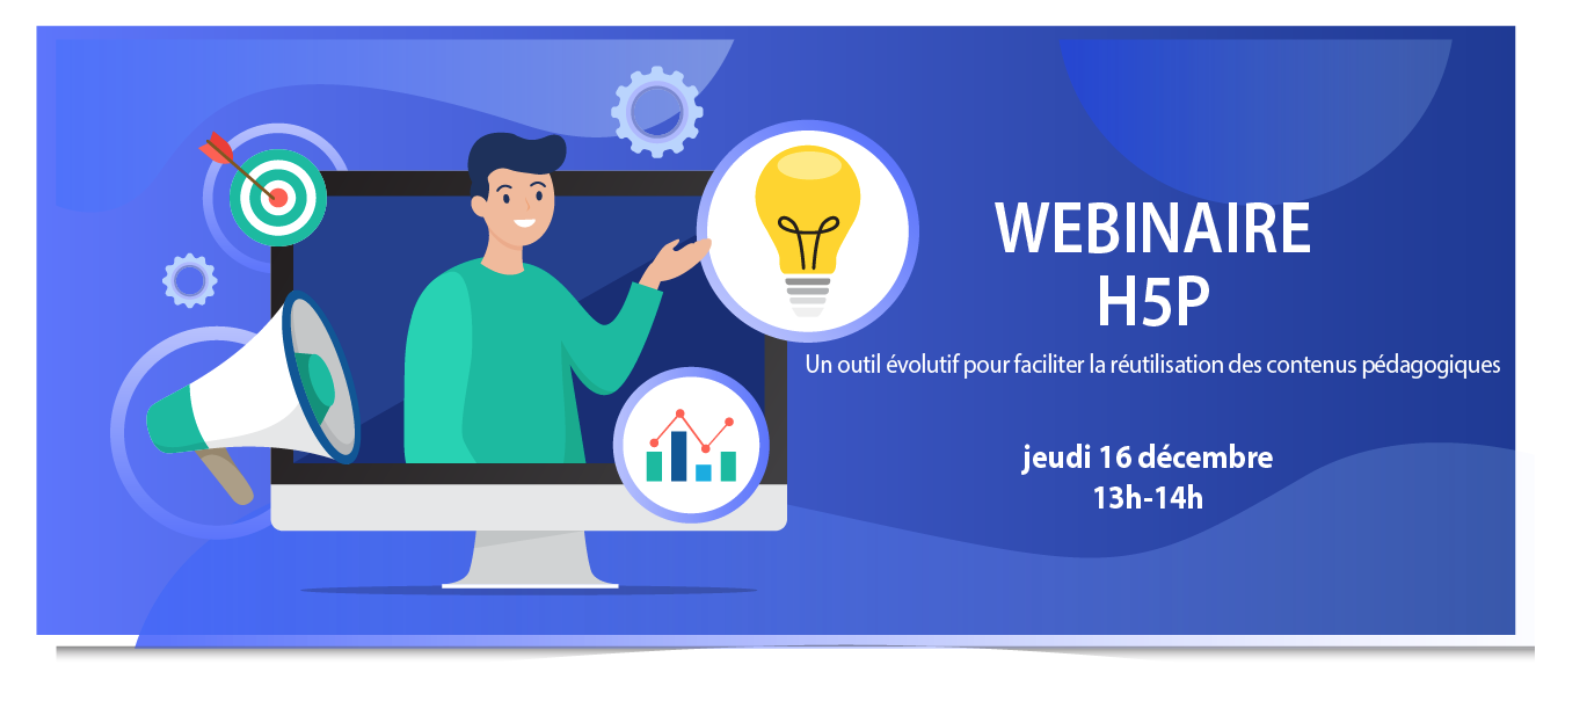 WEBINAIRE
H5P
Un outil évolutif pour faciliter la réutilisation des contenus pédagogiques
jeudi 16 décembre
13h-14h